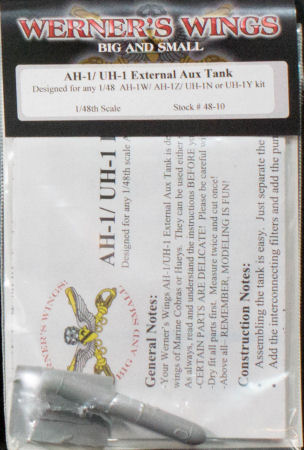 WERNER'S WINGS
BIG AND SMALL
AH-1/ UH-1 External Aux Tank
Designed for any 1/48 AH-1W/ AH-1Z/ UH-1N or UH-1Y kit
1/48th Scale Stock # 48-10
AH-1/ UH-1
Designed for any 1/48th scale
WERNER'S WINGS
BIG AND SMALL
General Notes:
-Your Werner's Wings AH-1/UH-1 External Aux Tank is
wings of Marine Cobras or Hueys. They can be used either
As always, read and understand the instructions BEFORE
-CERTAIN PARTS ARE DELICATE! Please be careful
-Dry fit all parts first. Measure twice and cut once!
-Above all: REMEMBER, MODELING IS FUN!
Construction Notes:
Assembling the tank is easy. Just separate the
• Add the interconnecting filters and add the